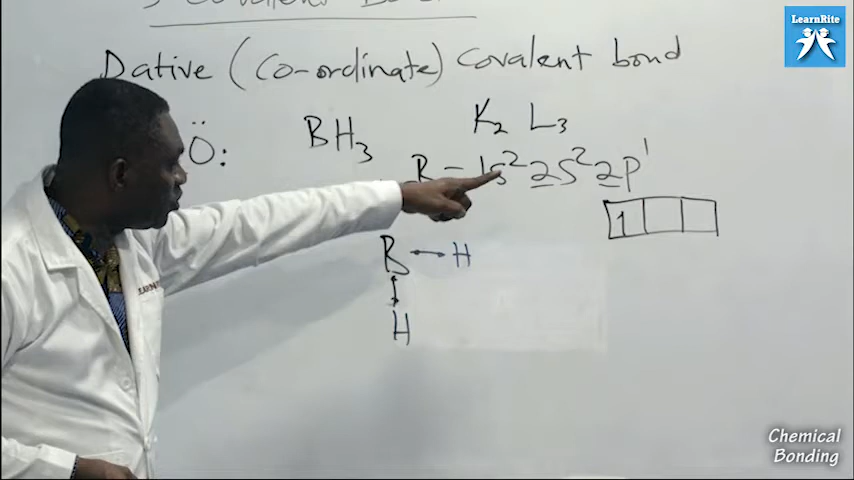 LearnRite
Dative (Co-ordinate) Covalent bond
K2 L3
Ö:
BH3
B = 1s² 2s² 2p¹
1
B H
H
Chemical
Bonding